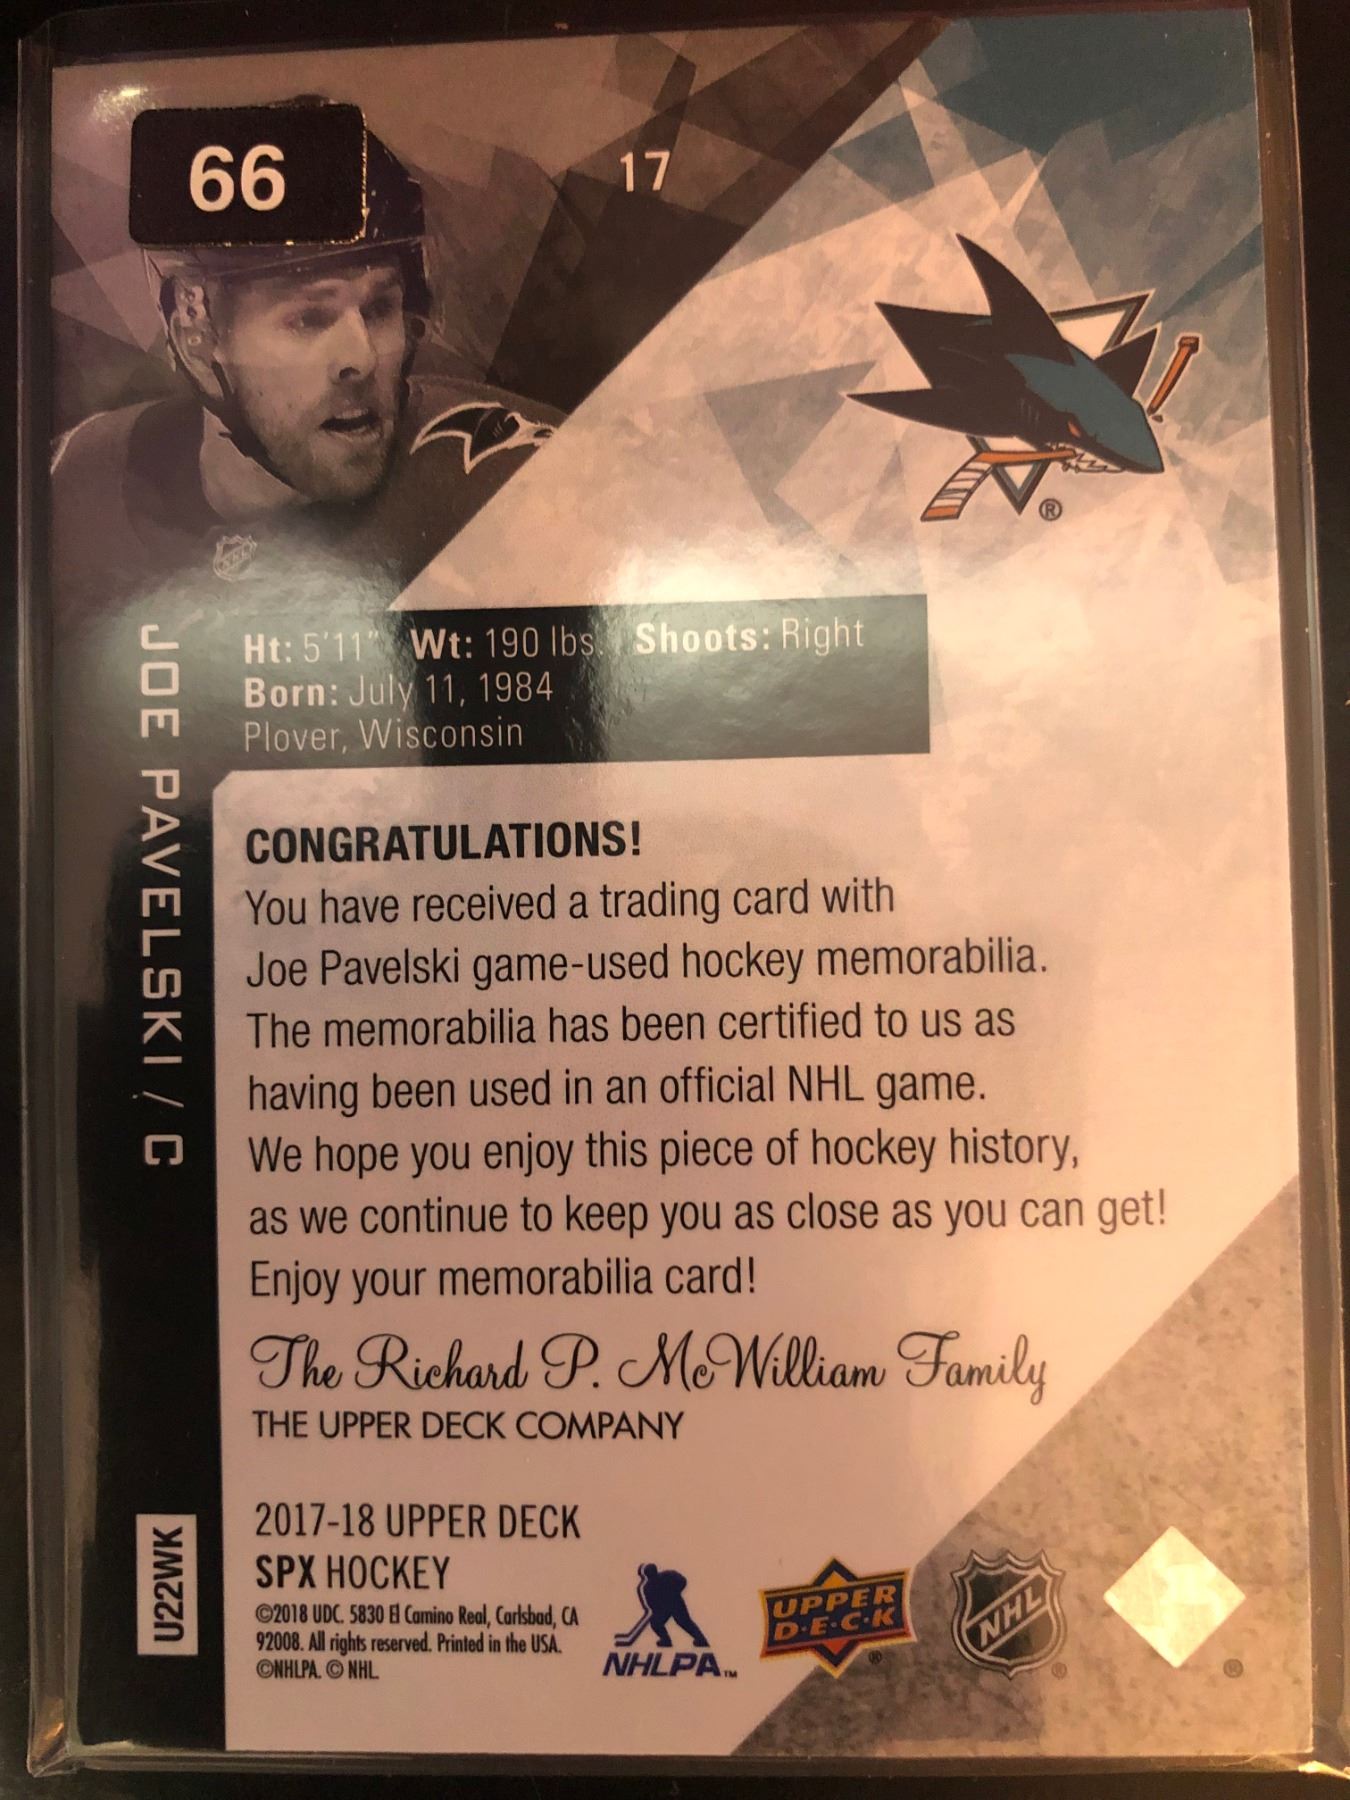 66
17
®
NHL
Ht: 5'11" Wt: 190 lbs. Shoots: Right
Born: July 11, 1984
Plover, Wisconsin
JOE PAVELSKI / C
CONGRATULATIONS!
You have received a trading card with
Joe Pavelski game-used hockey memorabilia.
The memorabilia has been certified to us as
having been used in an official NHL game.
We hope you enjoy this piece of hockey history,
as we continue to keep you as close as you can get!
Enjoy your memorabilia card!
The Richard P. McWilliam Family
THE UPPER DECK COMPANY
U22WK
2017-18 UPPER DECK
SPX HOCKEY
©2018 UDC. 5830 El Camino Real, Carlsbad, CA
92008. All rights reserved. Printed in the USA.
©NHLPA. © NHL.
NHLPA™
UPPER
D·E·C·K
®
NHL
®
®